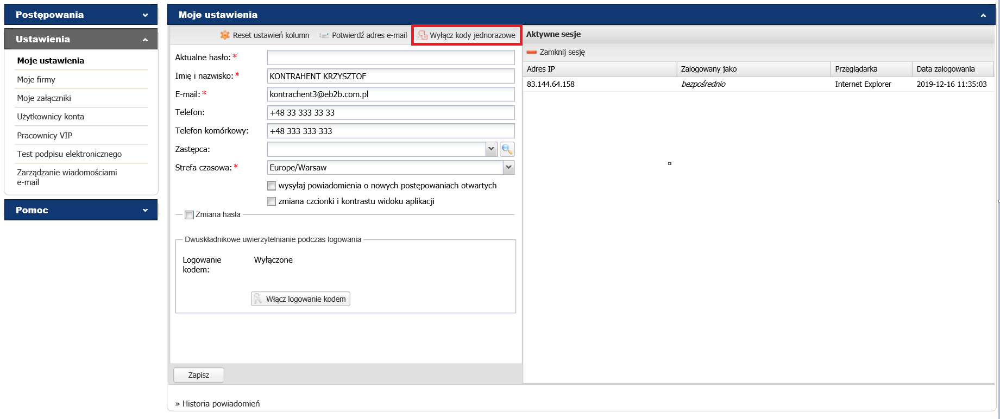 Postępowania
Ustawienia
Moje ustawienia
Moje firmy
Moje załączniki
Użytkownicy konta
Pracownicy VIP
Test podpisu elektronicznego
Zarządzanie wiadomościami
e-mail
Pomoc
Moje ustawienia
Reset ustawień kolumn Potwierdź adres e-mail Wyłącz kody jednorazowe
Aktualne hasło: *
Imię i nazwisko: * KONTRAHENT KRZYSZTOF
E-mail: * kontrachent3@eb2b.com.pl
Telefon: +48 33 333 33 33
Telefon komórkowy: +48 333 333 333
Zastępca:
Strefa czasowa: * Europe/Warsaw
wysyłaj powiadomienia o nowych postępowaniach otwartych
zmiana czcionki i kontrastu widoku aplikacji
Zmiana hasła
Dwuskładnikowe uwierzytelnianie podczas logowania
Logowanie Wyłączone
kodem:
Włącz logowanie kodem
Zapisz
» Historia powiadomień
Aktywne sesje
Zamknij sesję
Adres IP Zalogowany jako Przeglądarka Data zalogowania
83.144.64.158 bezpośrednio Internet Explorer 2019-12-16 11:35:03